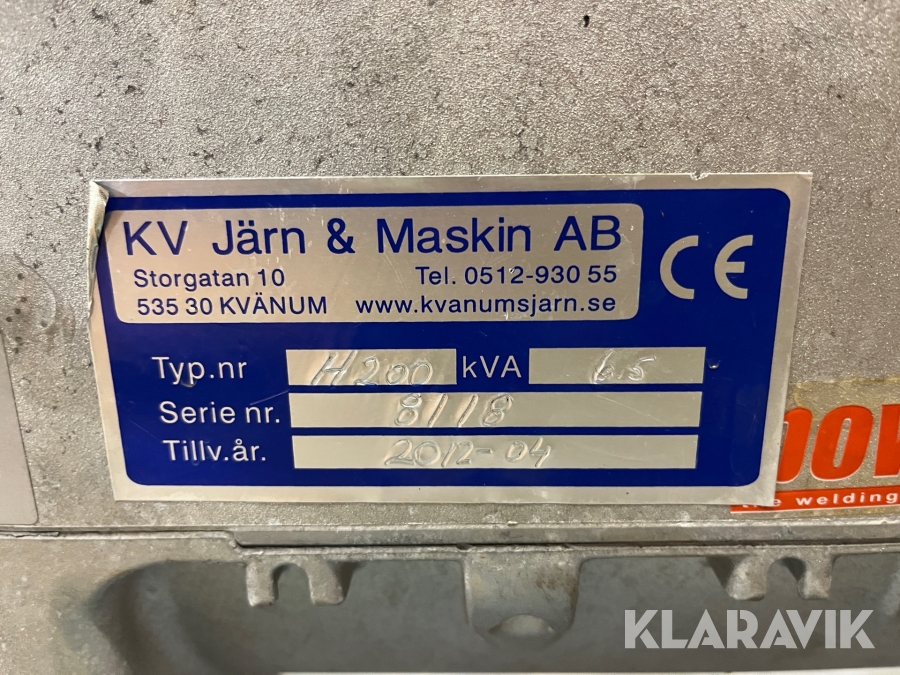 KV Järn & Maskin AB
CE
Storgatan 10 Tel. 0512-930 55
535 30 KVÄNUM www.kvanumsjarn.se
Typ.nr H200 kVA 6.5
Serie nr. 8118
Tillv.år. 2012-04
welding
KLARAVIK